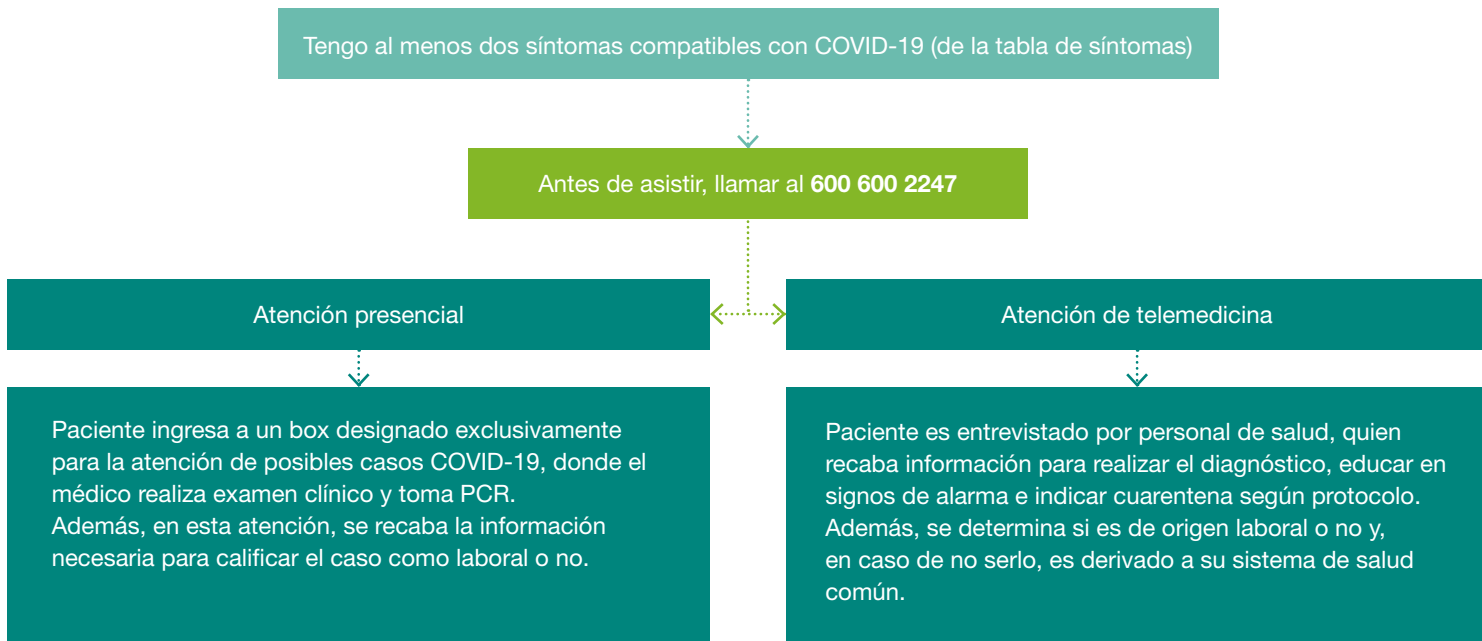 Tengo al menos dos síntomas compatibles con COVID-19 (de la tabla de síntomas)
Antes de asistir, llamar al 600 600 2247
Atención presencial
Paciente ingresa a un box designado exclusivamente
para la atención de posibles casos COVID-19, donde el
médico realiza examen clínico y toma PCR.
Además, en esta atención, se recaba la información
necesaria para calificar el caso como laboral o no.
Atención de telemedicina
Paciente es entrevistado por personal de salud, quien
recaba información para realizar el diagnóstico, educar en
signos de alarma e indicar cuarentena según protocolo.
Además, se determina si es de origen laboral o no y,
en caso de no serlo, es derivado a su sistema de salud
común.